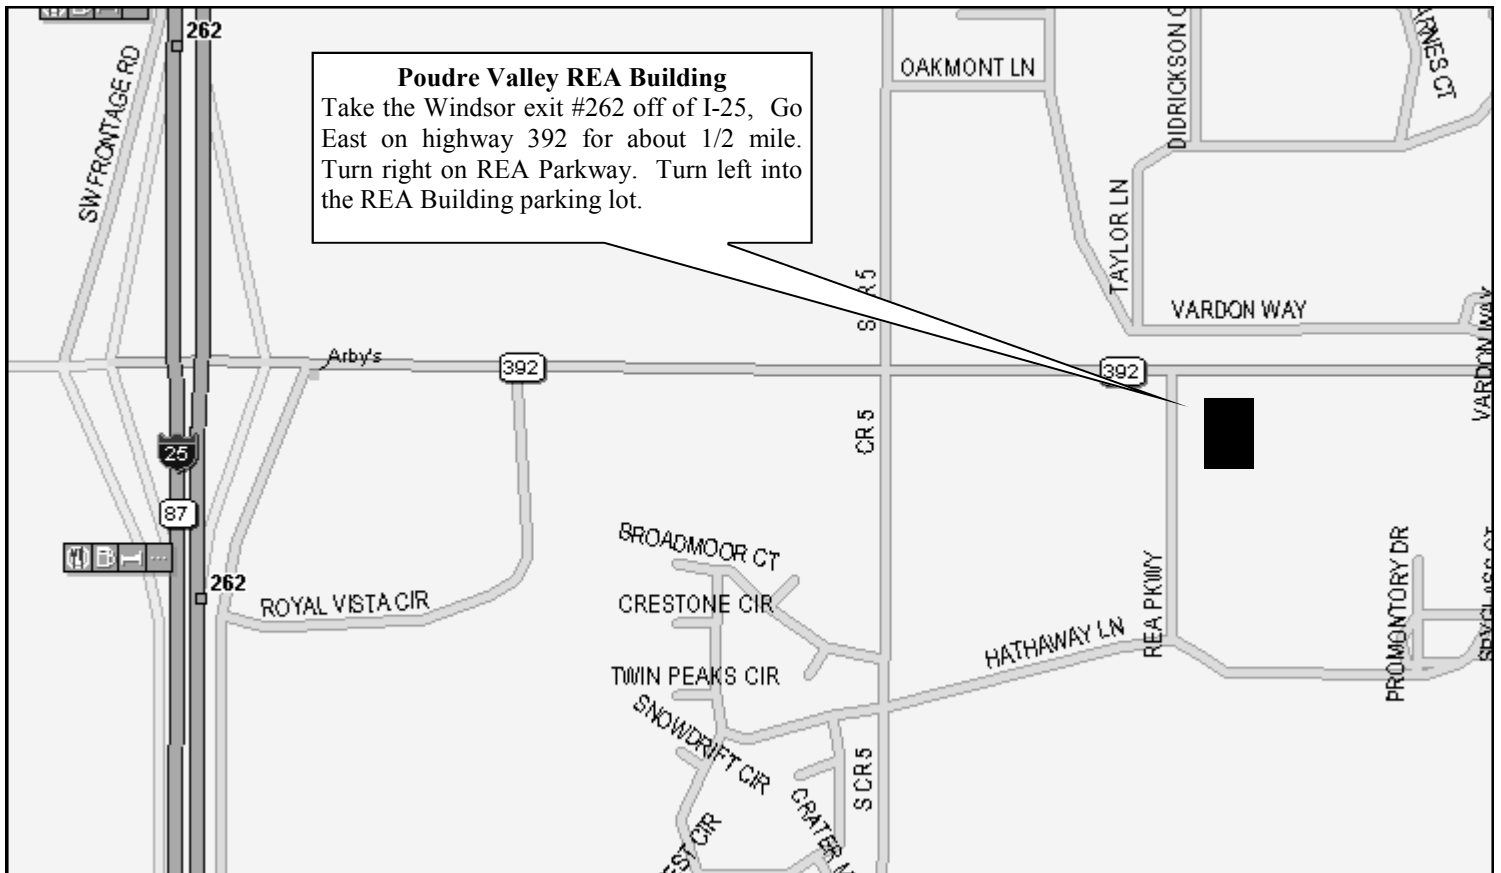 262
SW FRONTAGE RD
Poudre Valley REA Building
Take the Windsor exit #262 off of I-25, Go
East on highway 392 for about 1/2 mile.
Turn right on REA Parkway. Turn left into
the REA Building parking lot.
OAKMONT LN
DIDRICKSON
TAYLOR LN
VARDON WAY
VARDON WAY
Arby's
392
392
CR 5
25
87
262
ROYAL VISTA CIR
BROADMOOR CT
CRESTONE CIR
TWIN PEAKS CIR
SNOWDRIFT CIR
HATHAWAY LN
REA PKWY
PROMONTORY DR
S CR 5
CIR
CRATER